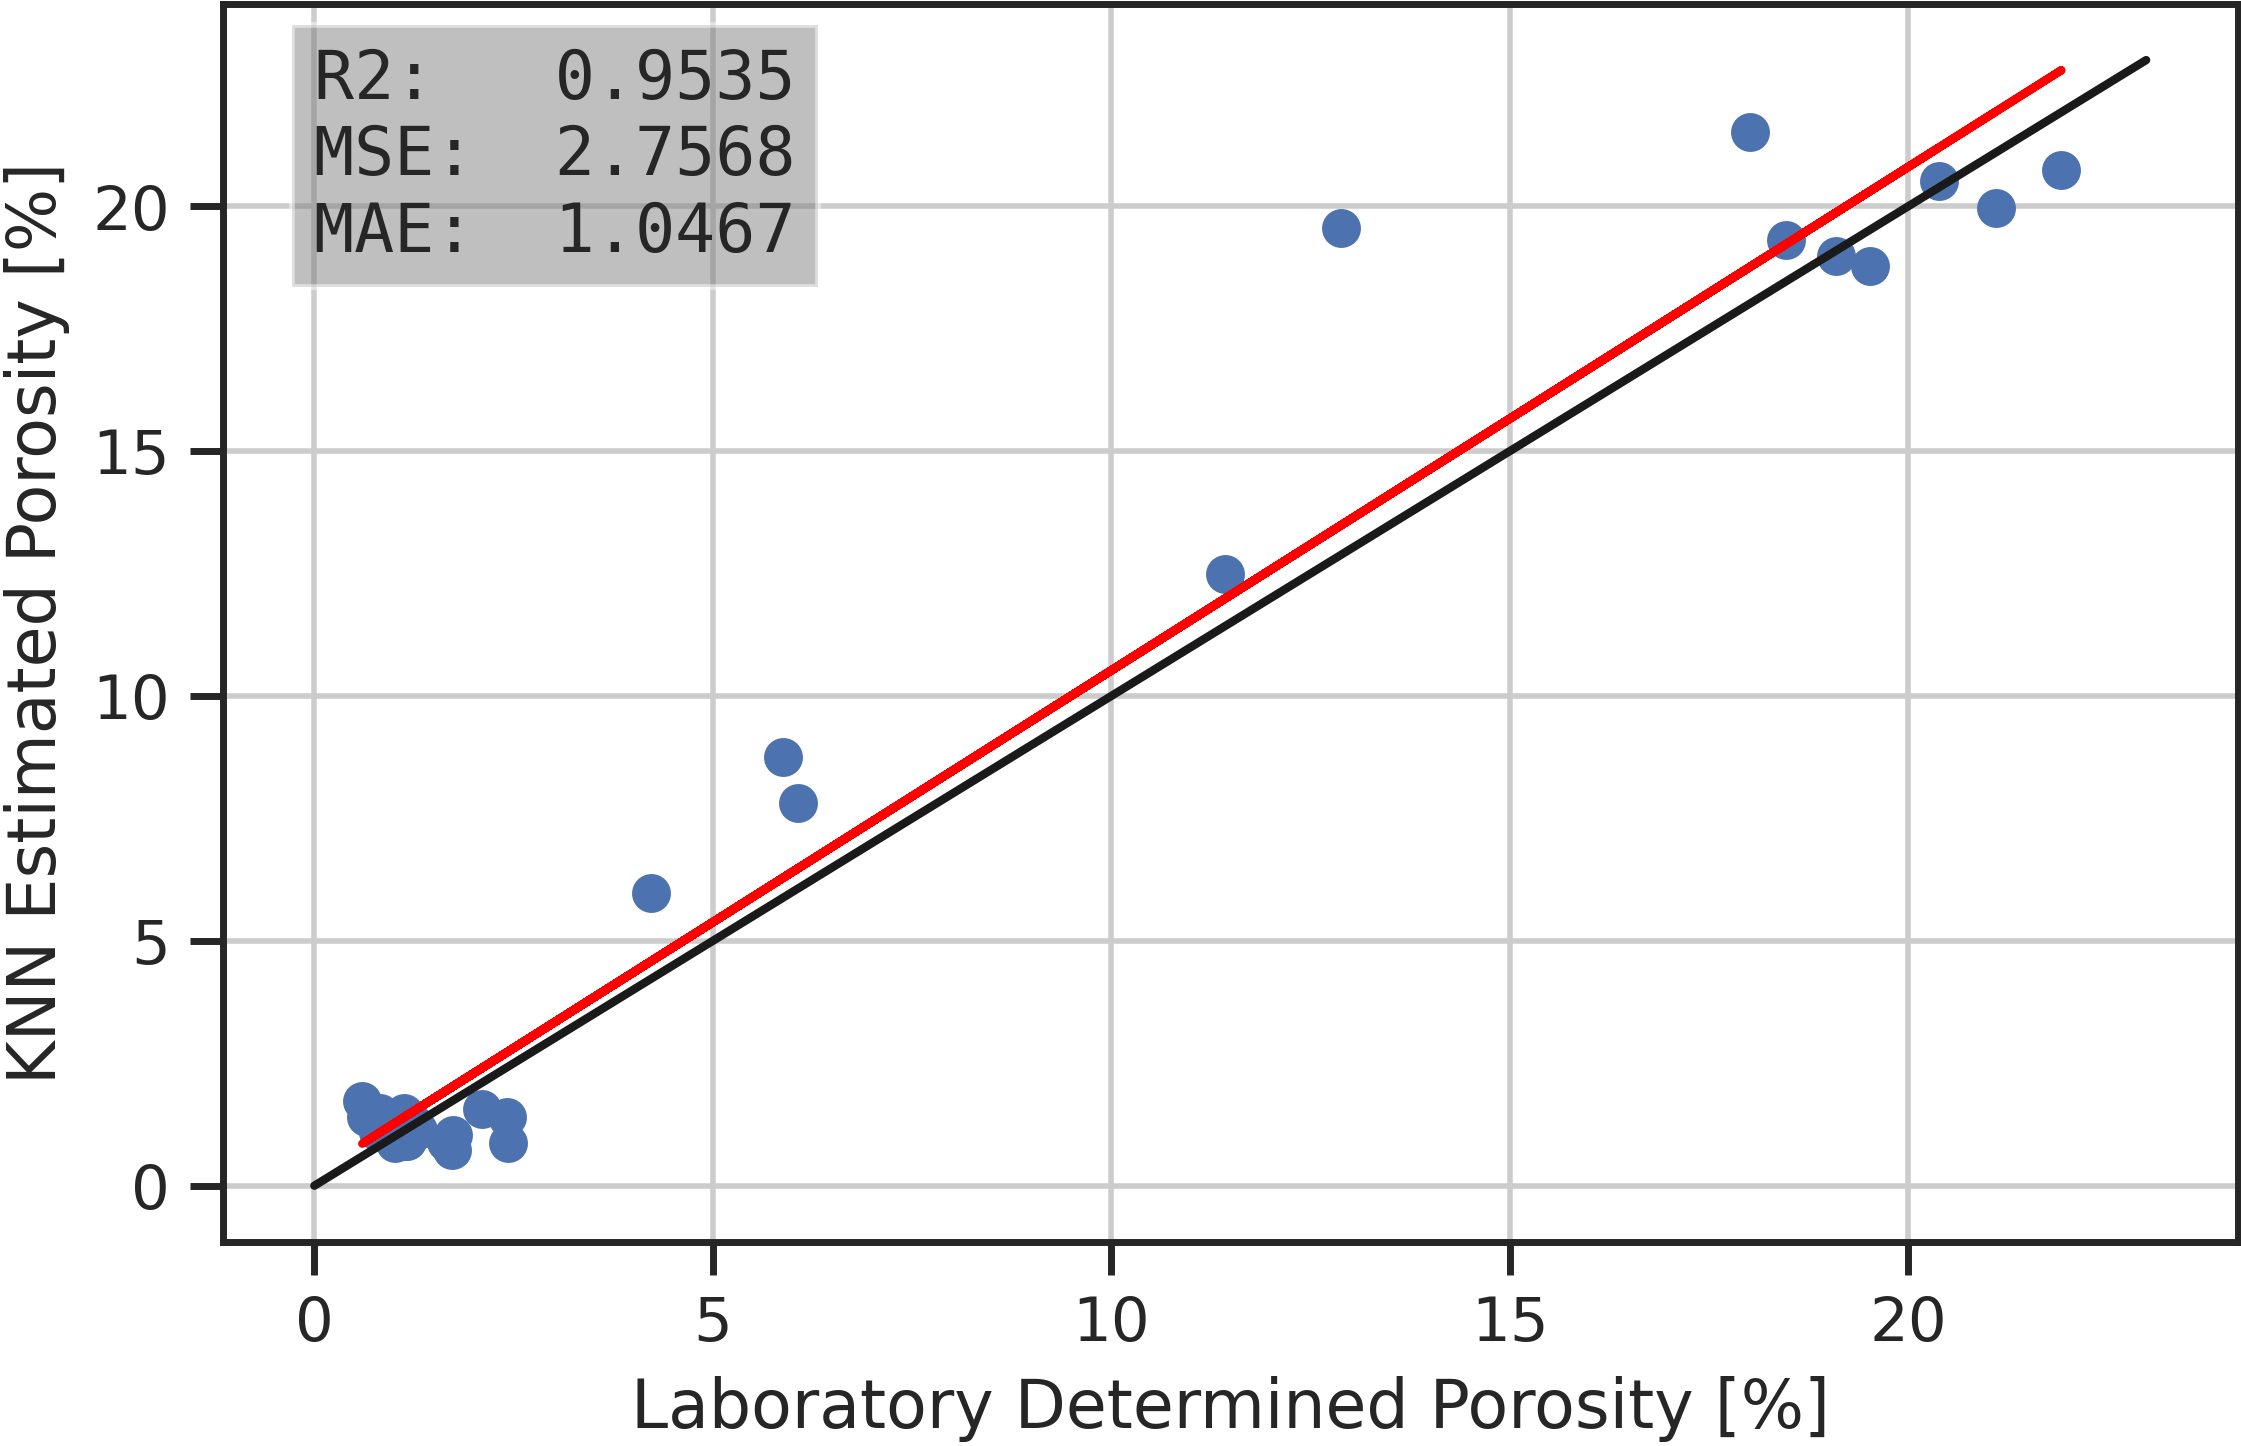 R2:   0.9535
MSE:  2.7568
MAE:  1.0467
KNN Estimated Porosity [%]
20
15
10
5
0
0 5 10 15 20
Laboratory Determined Porosity [%]